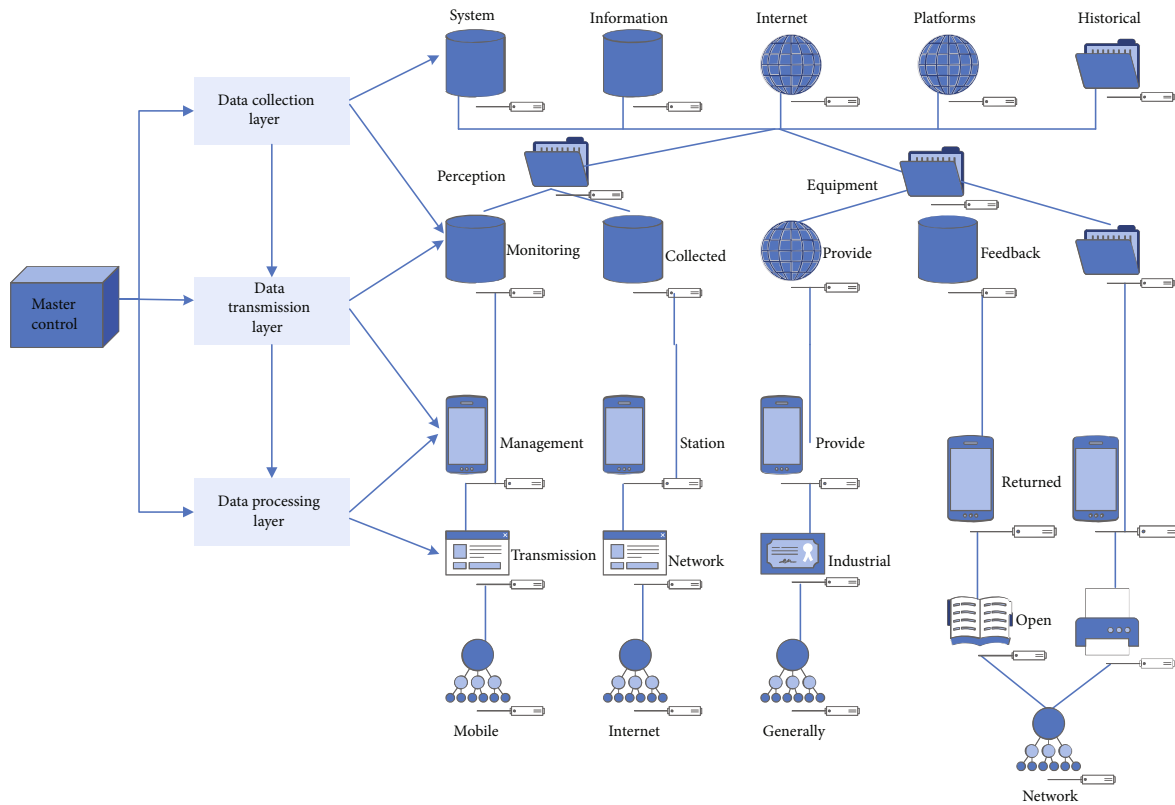 System
Information
Internet
Platforms
Historical
Data collection
layer
Perception
Equipment
Monitoring
Collected
Provide
Feedback
Master
control
Data
transmission
layer
Management
Station
Provide
Returned
Data processing
layer
Transmission
Network
Industrial
Open
Mobile
Internet
Generally
Network